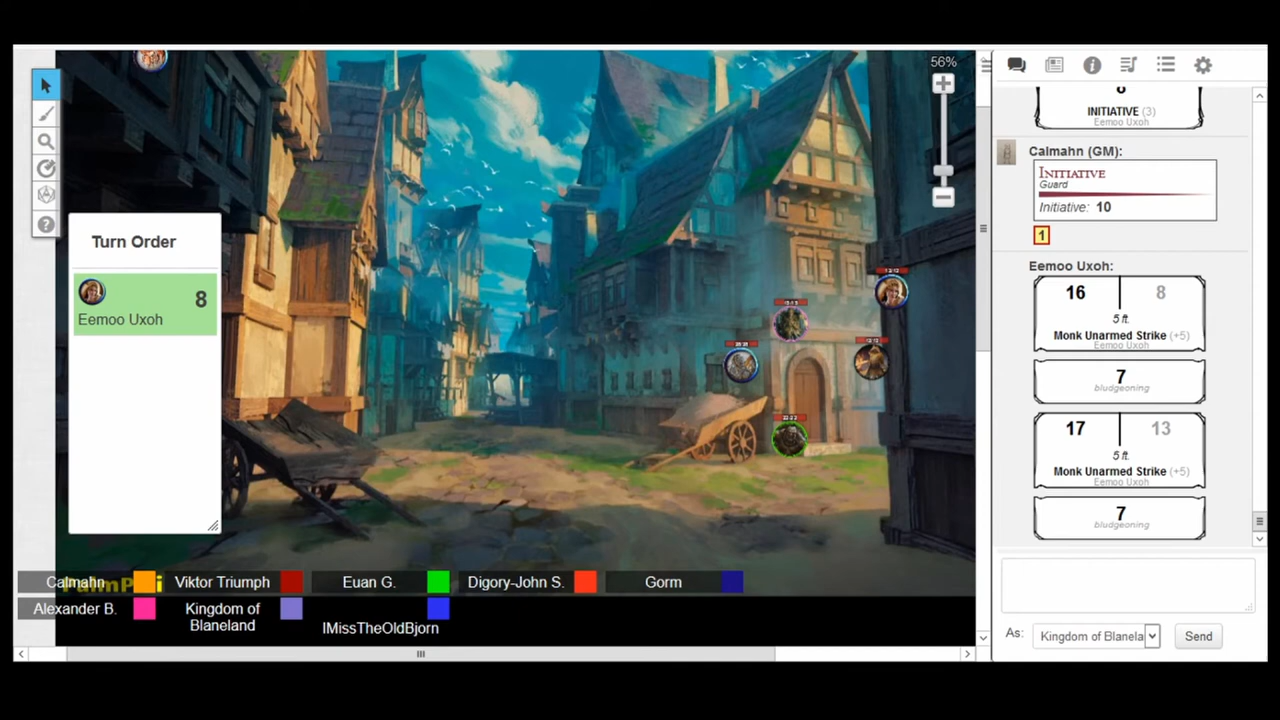 56%
8
INITIATIVE (3)
Eemoo Uxoh
Calmahn (GM):
INITIATIVE
Guard
Initiative: 10
1
Turn Order
8
Eemoo Uxoh
Eemoo Uxoh:
16 8
5 ft.
Monk Unarmed Strike (+5)
Eemoo Uxoh
7
bludgeoning
17 13
5 ft.
Monk Unarmed Strike (+5)
Eemoo Uxoh
7
bludgeoning
Calmahn
Viktor Triumph
Euan G.
Digory-John S.
Gorm
Alexander B.
Kingdom of
Blaneland
IMissTheOldBjorn
As: Kingdom of Blanela
Send